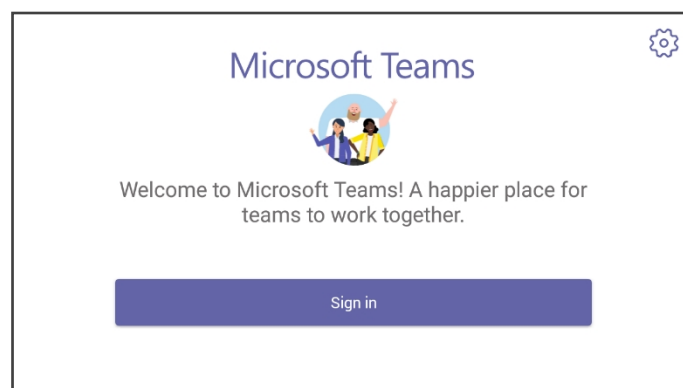 Microsoft Teams
Welcome to Microsoft Teams! A happier place for
teams to work together.
Sign in